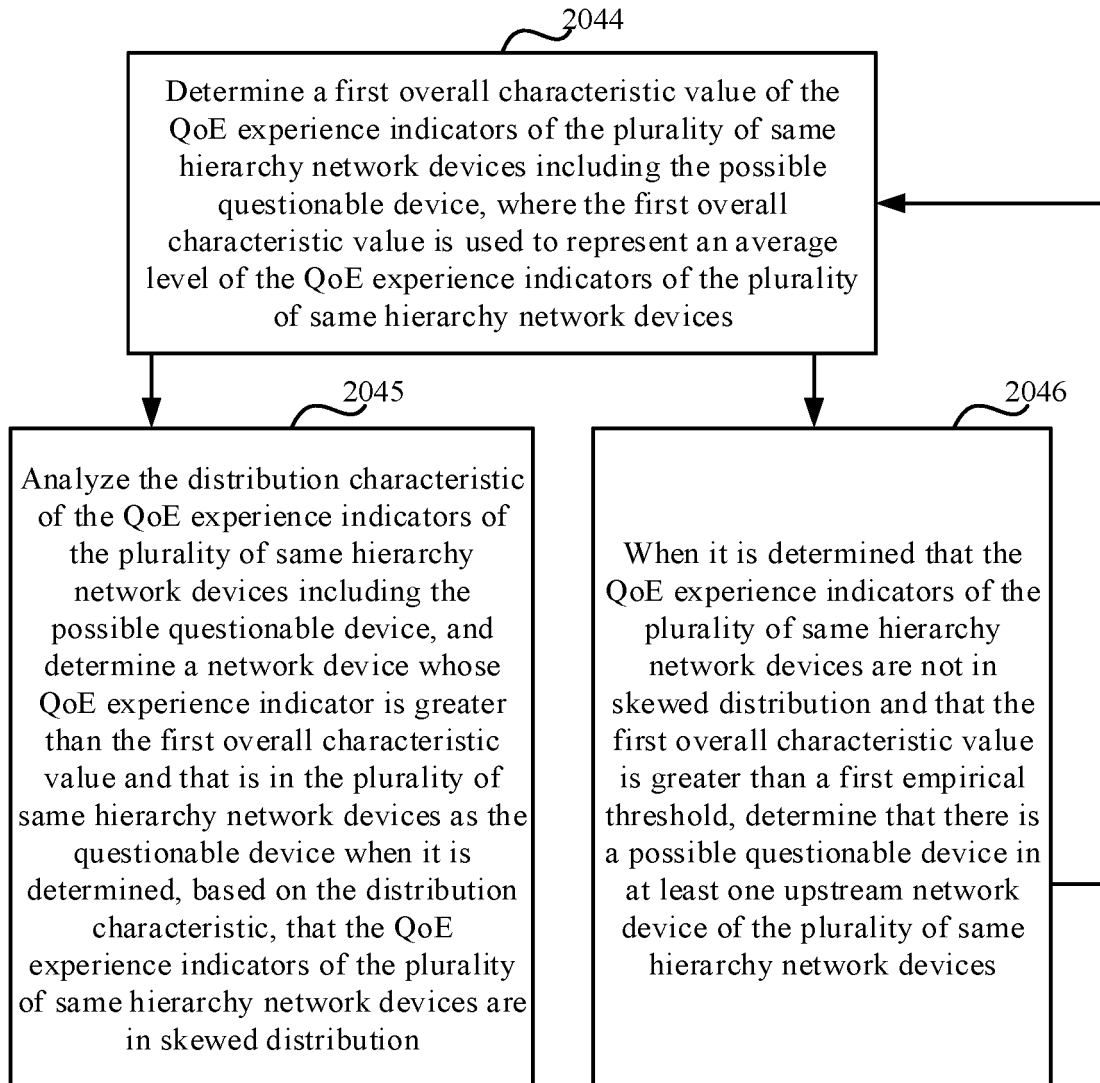 2044
Determine a first overall characteristic value of the
QoE experience indicators of the plurality of same
hierarchy network devices including the possible
questionable device, where the first overall
characteristic value is used to represent an average
level of the QoE experience indicators of the plurality
of same hierarchy network devices
2045
Analyze the distribution characteristic
of the QoE experience indicators of
the plurality of same hierarchy
network devices including the
possible questionable device, and
determine a network device whose
QoE experience indicator is greater
than the first overall characteristic
value and that is in the plurality of
same hierarchy network devices as the
questionable device when it is
determined, based on the distribution
characteristic, that the QoE
experience indicators of the plurality
of same hierarchy network devices are
in skewed distribution
2046
When it is determined that the
QoE experience indicators of the
plurality of same hierarchy
network devices are not in
skewed distribution and that the
first overall characteristic value
is greater than a first empirical
threshold, determine that there is
a possible questionable device in
at least one upstream network
device of the plurality of same
hierarchy network devices